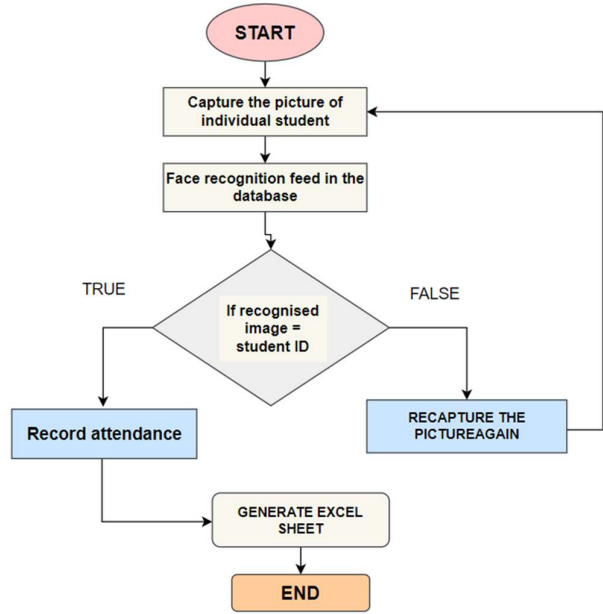 START
Capture the picture of
individual student
Face recognition feed in the
database
TRUE
FALSE
If recognised
image =
student ID
Record attendance
RECAPTURE THE
PICTUREAGAIN
GENERATE EXCEL
SHEET
END